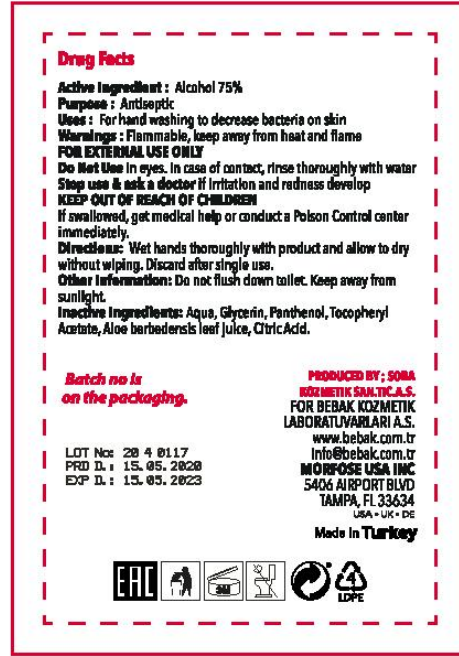 Drug Facts
Active Ingredient : Alcohol 75%
Purpose : Antiseptic
Uses : For hand washing to decrease bacteria on skin
Warnings : Flammable, keep away from heat and flame
FOR EXTERNAL USE ONLY
Do Not Use in eyes. In case of contact, rinse thoroughly with water
Stop use & ask a doctor if irritation and redness develop
KEEP OUT OF REACH OF CHILDREN
If swallowed, get medical help or conduct a Poison Control center
immediately.
Directions: Wet hands thoroughly with product and allow to dry
without wiping. Discard after single use.
Other information: Do not flush down toilet. Keep away from
sunlight.
Inactive Ingredients: Aqua, Glycerin, Panthenol, Tocopheryl
Acetate, Aloe barbadensis leaf juice, Citric Acid.
Batch no is
on the packaging.
LOT No: 20 4 0117
PRD D.: 15.05.2020
EXP D.: 15.05.2023
PRODUCED BY ; SORA
KOZMETIK SAN.TIC.A.S.
FOR BEBAK KOZMETIK
LABORATUVARLARI A.S.
www.bebak.com.tr
info@bebak.com.tr
MORFOSE USA INC
5406 AIRPORT BLVD
TAMPA, FL 33634
USA • UK • DE
Made in Turkey
EAC
4
LDPE